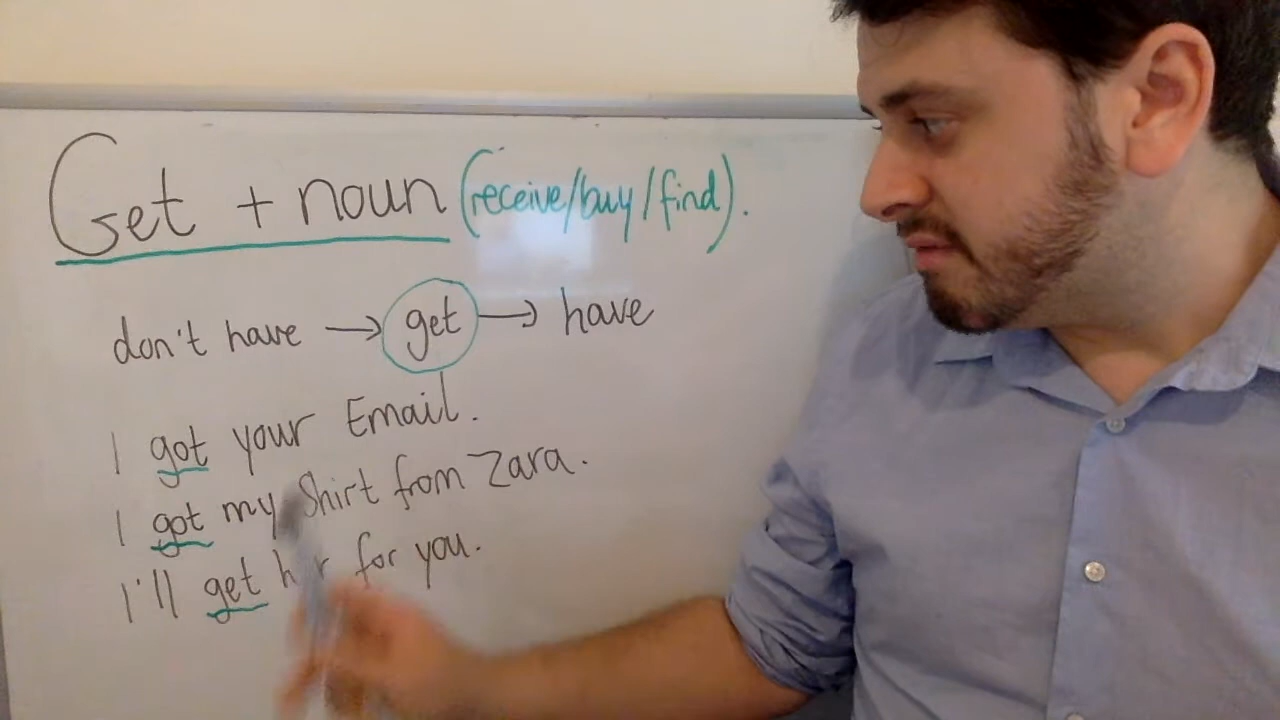 Get + noun (receive/buy/find).
don't have → get → have
I got your Email.
I got my Shirt from Zara.
I'll get her for you.